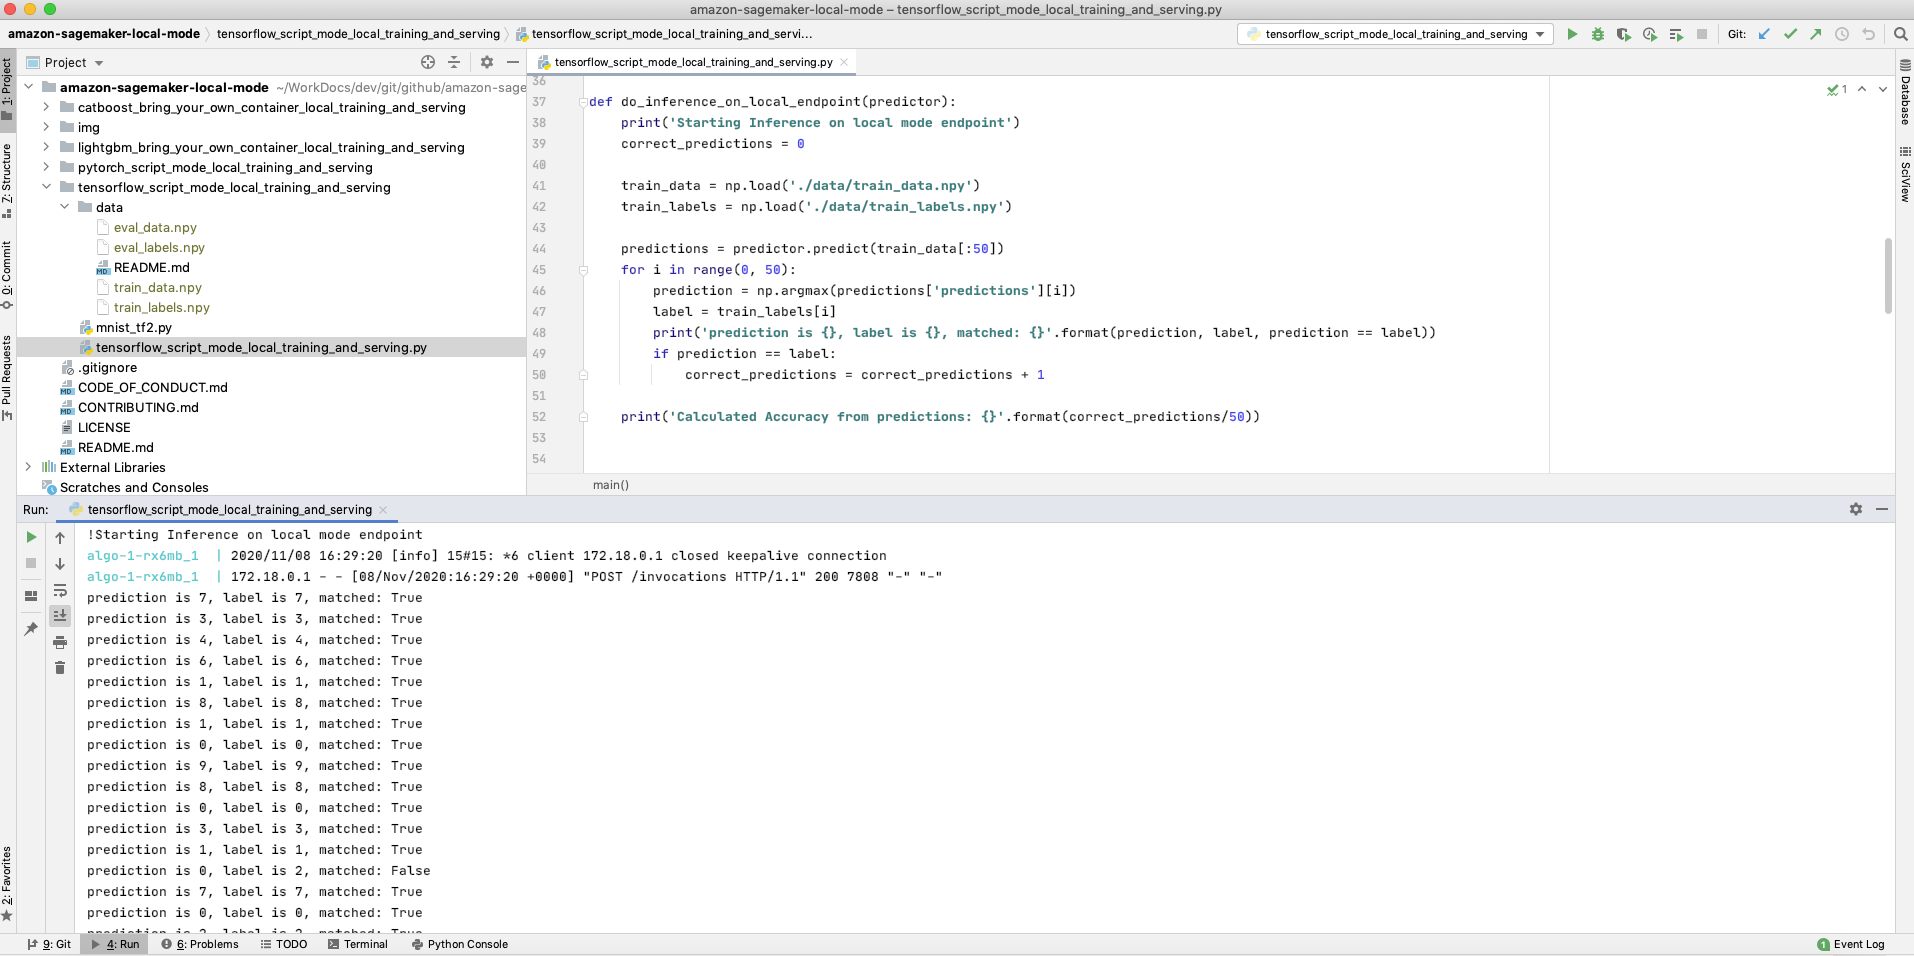 amazon-sagemaker-local-mode – tensorflow_script_mode_local_training_and_serving.py
amazon-sagemaker-local-mode tensorflow_script_mode_local_training_and_serving tensorflow_script_mode_local_training_and_servi... tensorflow_script_mode_local_training_and_serving Git:
1: Project
Z: Structure
0: Commit
Pull Requests
2: Favorites
Project
amazon-sagemaker-local-mode ~/WorkDocs/dev/git/github/amazon-sage
catboost_bring_your_own_container_local_training_and_serving
img
lightgbm_bring_your_own_container_local_training_and_serving
pytorch_script_mode_local_training_and_serving
tensorflow_script_mode_local_training_and_serving
data
eval_data.npy
eval_labels.npy
README.md
train_data.npy
train_labels.npy
mnist_tf2.py
tensorflow_script_mode_local_training_and_serving.py
.gitignore
CODE_OF_CONDUCT.md
CONTRIBUTING.md
LICENSE
README.md
External Libraries
Scratches and Consoles
tensorflow_script_mode_local_training_and_serving.py
1
36
37 def do_inference_on_local_endpoint(predictor):
38 print('Starting Inference on local mode endpoint')
39 correct_predictions = 0
40
41 train_data = np.load('./data/train_data.npy')
42 train_labels = np.load('./data/train_labels.npy')
43
44 predictions = predictor.predict(train_data[:50])
45 for i in range(0, 50):
46 prediction = np.argmax(predictions['predictions'][i])
47 label = train_labels[i]
48 print('prediction is {}, label is {}, matched: {}'.format(prediction, label, prediction == label))
49 if prediction == label:
50 correct_predictions = correct_predictions + 1
51
52 print('Calculated Accuracy from predictions: {}'.format(correct_predictions/50))
53
54
main()
Database
SciView
Run: tensorflow_script_mode_local_training_and_serving
!Starting Inference on local mode endpoint
algo-1-rx6mb_1 | 2020/11/08 16:29:20 [info] 15#15: *6 client 172.18.0.1 closed keepalive connection
algo-1-rx6mb_1 | 172.18.0.1 - - [08/Nov/2020:16:29:20 +0000] "POST /invocations HTTP/1.1" 200 7808 "-" "-"
prediction is 7, label is 7, matched: True
prediction is 3, label is 3, matched: True
prediction is 4, label is 4, matched: True
prediction is 6, label is 6, matched: True
prediction is 1, label is 1, matched: True
prediction is 8, label is 8, matched: True
prediction is 1, label is 1, matched: True
prediction is 0, label is 0, matched: True
prediction is 9, label is 9, matched: True
prediction is 8, label is 8, matched: True
prediction is 0, label is 0, matched: True
prediction is 3, label is 3, matched: True
prediction is 1, label is 1, matched: True
prediction is 0, label is 2, matched: False
prediction is 7, label is 7, matched: True
prediction is 0, label is 0, matched: True
9: Git 4: Run 6: Problems TODO Terminal Python Console 1 Event Log